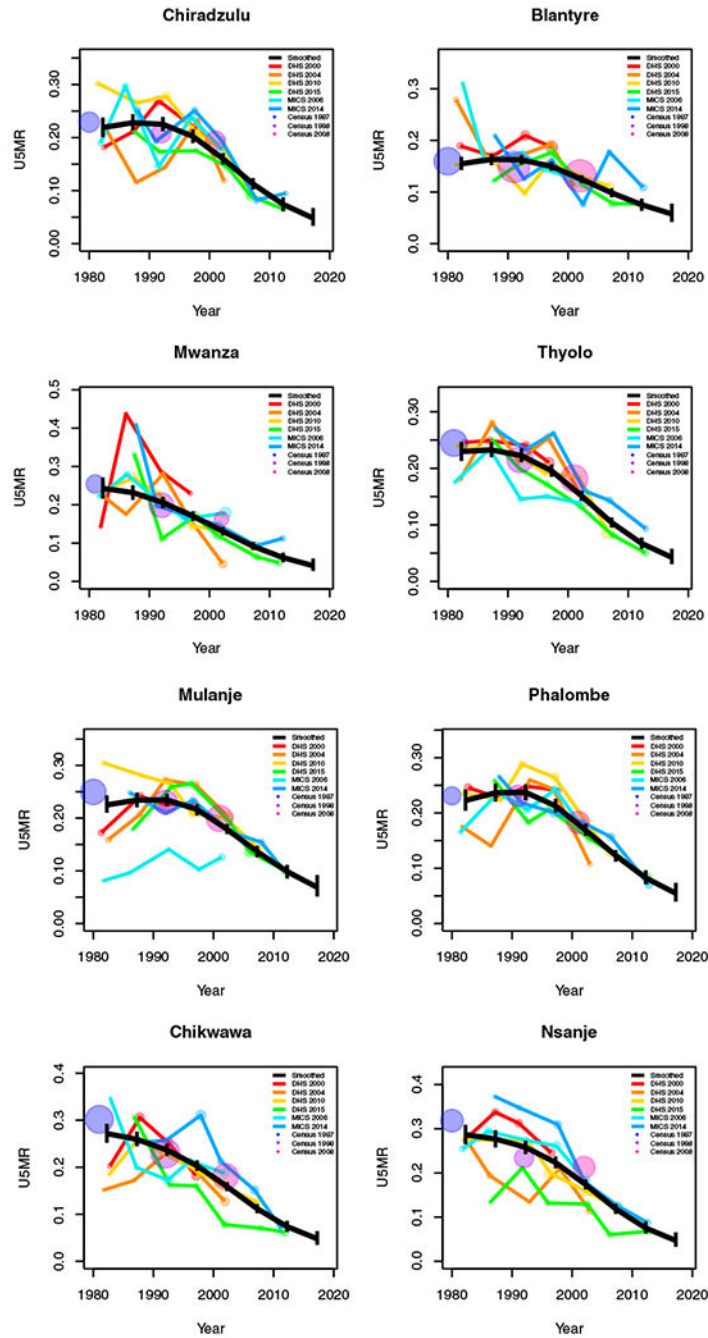 Chiradzulu
U5MR
0.00
0.10
0.20
0.30
1980
1990
2000
2010
2020
Year
Smoothed
DHS 2000
DHS 2004
DHS 2010
DHS 2015
MICS 2006
MICS 2014
Census 1987
Census 1998
Census 2008
Blantyre
U5MR
0.0
0.1
0.2
0.3
1980
1990
2000
2010
2020
Year
Smoothed
DHS 2000
DHS 2004
DHS 2010
DHS 2015
MICS 2006
MICS 2014
Census 1987
Census 1998
Census 2008
Mwanza
U5MR
0.0
0.1
0.2
0.3
0.4
0.5
1980
1990
2000
2010
2020
Year
Smoothed
DHS 2000
DHS 2004
DHS 2010
DHS 2015
MICS 2006
MICS 2014
Census 1987
Census 1998
Census 2008
Thyolo
U5MR
0.00
0.10
0.20
0.30
1980
1990
2000
2010
2020
Year
Smoothed
DHS 2000
DHS 2004
DHS 2010
DHS 2015
MICS 2006
MICS 2014
Census 1987
Census 1998
Census 2008
Mulanje
U5MR
0.00
0.10
0.20
0.30
1980
1990
2000
2010
2020
Year
Smoothed
DHS 2000
DHS 2004
DHS 2010
DHS 2015
MICS 2006
MICS 2014
Census 1987
Census 1998
Census 2008
Phalombe
U5MR
0.00
0.10
0.20
0.30
1980
1990
2000
2010
2020
Year
Smoothed
DHS 2000
DHS 2004
DHS 2010
DHS 2015
MICS 2006
MICS 2014
Census 1987
Census 1998
Census 2008
Chikwawa
U5MR
0.0
0.1
0.2
0.3
0.4
1980
1990
2000
2010
2020
Year
Smoothed
DHS 2000
DHS 2004
DHS 2010
DHS 2015
MICS 2006
MICS 2014
Census 1987
Census 1998
Census 2008
Nsanje
U5MR
0.0
0.1
0.2
0.3
0.4
1980
1990
2000
2010
2020
Year
Smoothed
DHS 2000
DHS 2004
DHS 2010
DHS 2015
MICS 2006
MICS 2014
Census 1987
Census 1998
Census 2008